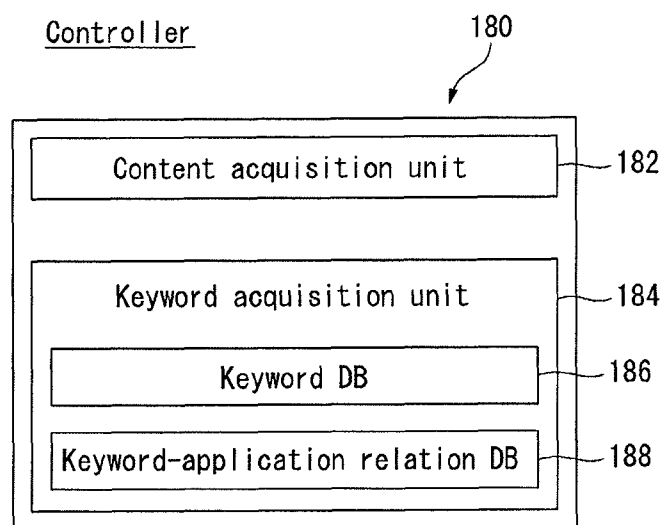 Controller
180
Content acquisition unit
182
Keyword acquisition unit
184
Keyword DB
186
Keyword-application relation DB
188